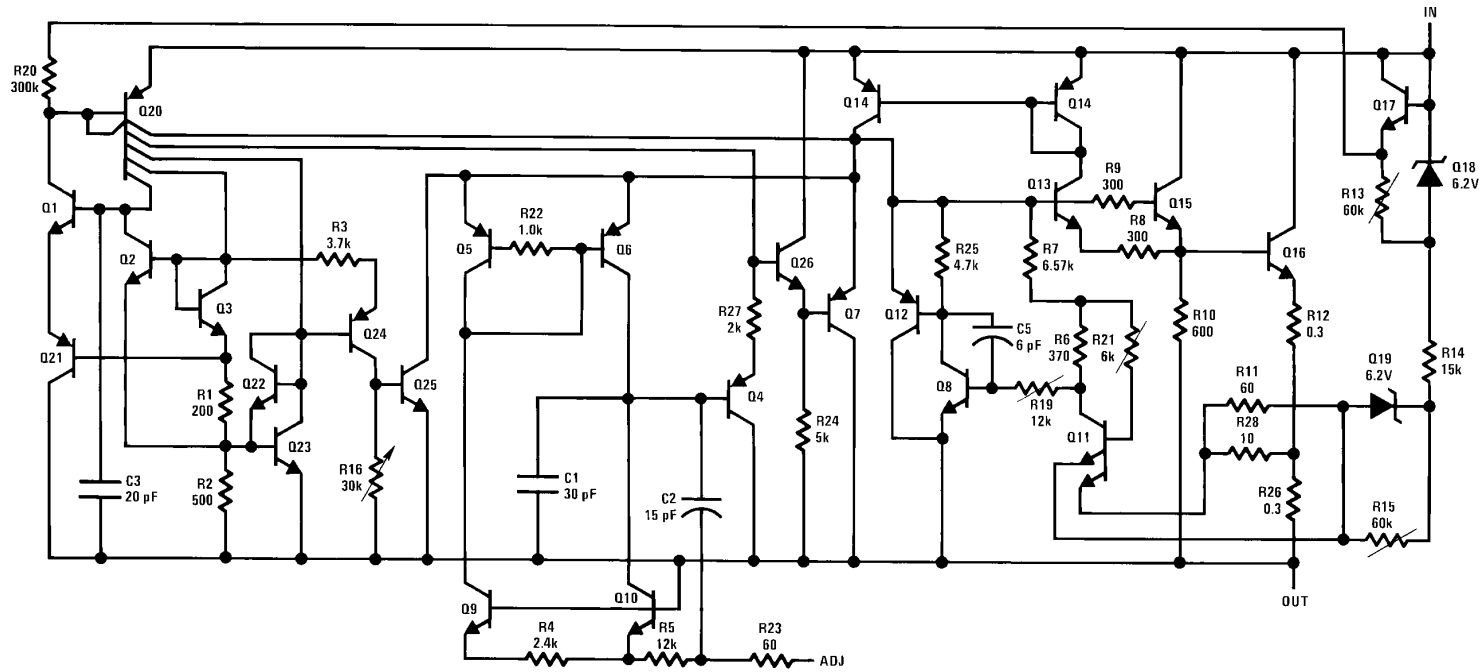 IN
R20
300k
Q20
Q14
Q14
Q17
Q18
6.2V
R13
60k
Q1
R3
3.7k
Q5
R22
1.0k
Q6
Q13
R9
300
Q15
R8
300
Q2
Q3
Q24
R25
4.7k
R7
6.57k
Q26
Q16
R27
2k
Q7
Q12
C5
6 pF
R6
370
R21
6k
R10
600
R12
0.3
Q21
R1
200
Q22
Q25
Q4
Q8
R19
12k
R11
60
Q19
6.2V
R14
15k
R24
5k
Q11
R28
10
Q23
R16
30k
C3
20 pF
R2
500
C1
30 pF
C2
15 pF
R26
0.3
R15
60k
OUT
Q9
Q10
R4
2.4k
R5
12k
R23
60
ADJ